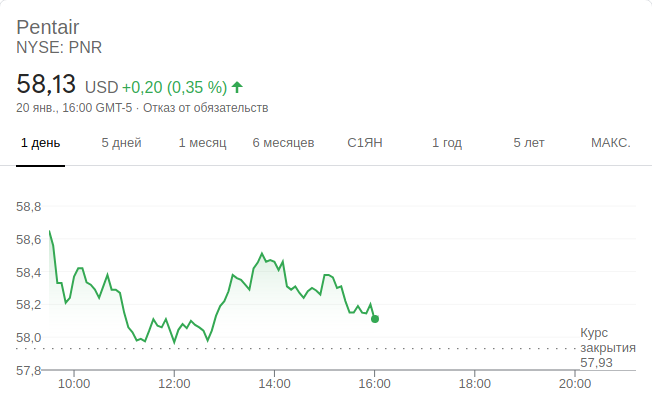 Pentair
NYSE: PNR
58,13 USD +0,20 (0,35 %)
20 янв., 16:00 GMT-5 · Отказ от обязательств
1 день 5 дней 1 месяц 6 месяцев С1ЯН 1 год 5 лет МАКС.
58,8
58,6
58,4
58,2
58,0
57,8
Курс
закрытия
57,93
10:00 12:00 14:00 16:00 18:00 20:00